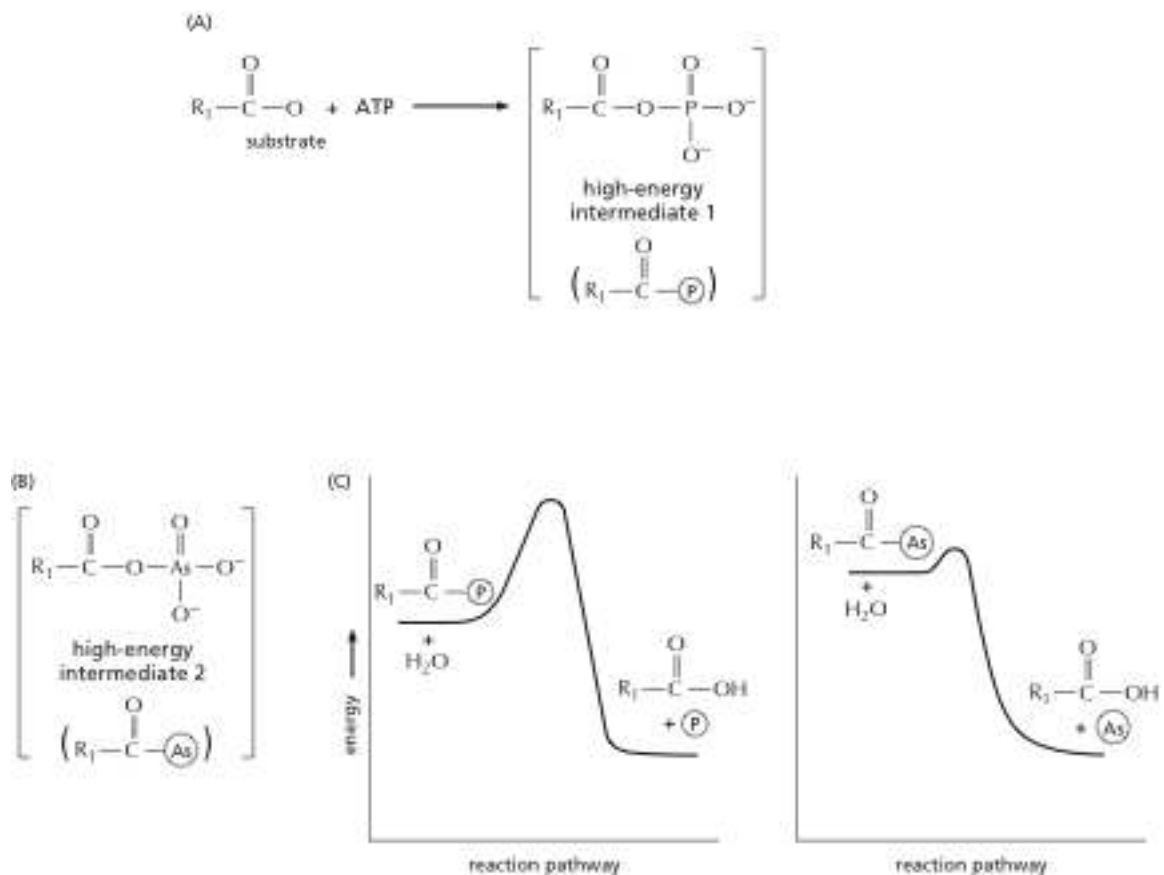 (A)
O O O
R₁—C—O + ATP R₁—C—O—P—O⁻
substrate O⁻
high-energy
intermediate 1
O
(R₁—C—P)
(B)
O O
R₁—C—O—As—O⁻
O⁻
high-energy
intermediate 2
O
(R₁—C—As)
(C)
energy
O
R₁—C—P
+
H₂O
O
R₁—C—OH
+ P
reaction pathway
O
R₁—C—As
+
H₂O
O
R₁—C—OH
+ As
reaction pathway